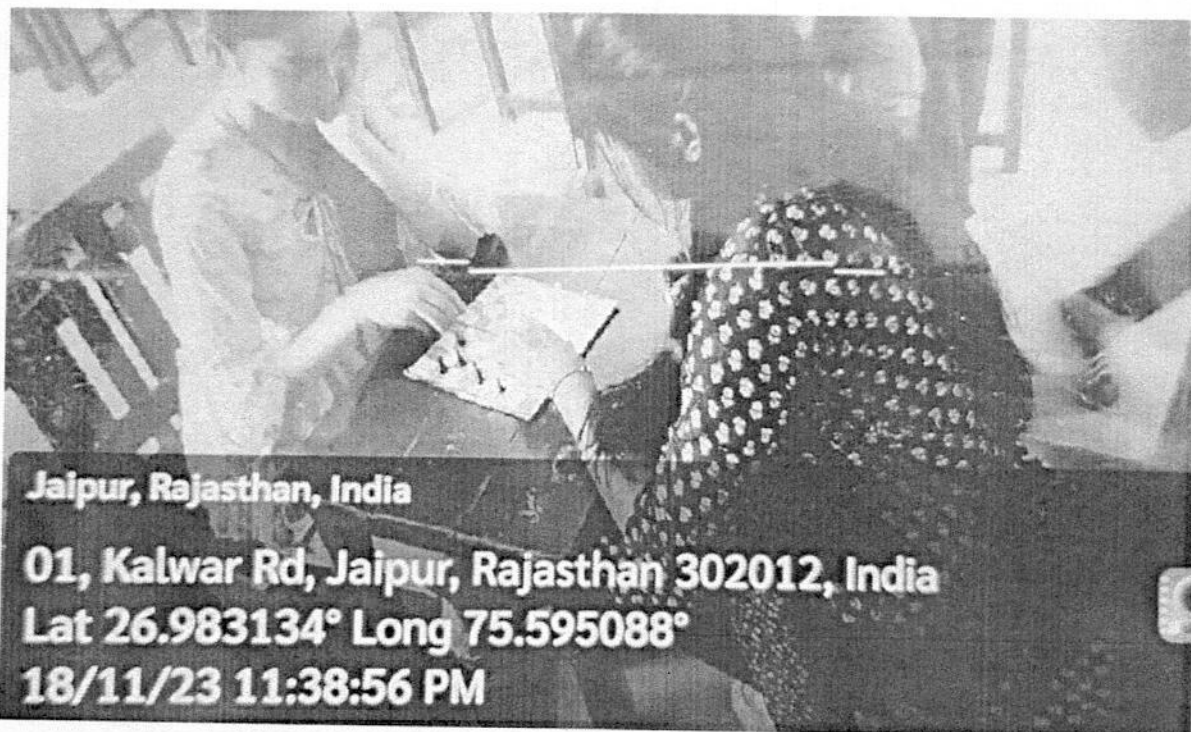 Jaipur, Rajasthan, India
01, Kalwar Rd, Jaipur, Rajasthan 302012, India
Lat 26.983134° Long 75.595088°
18/11/23 11:38:56 PM